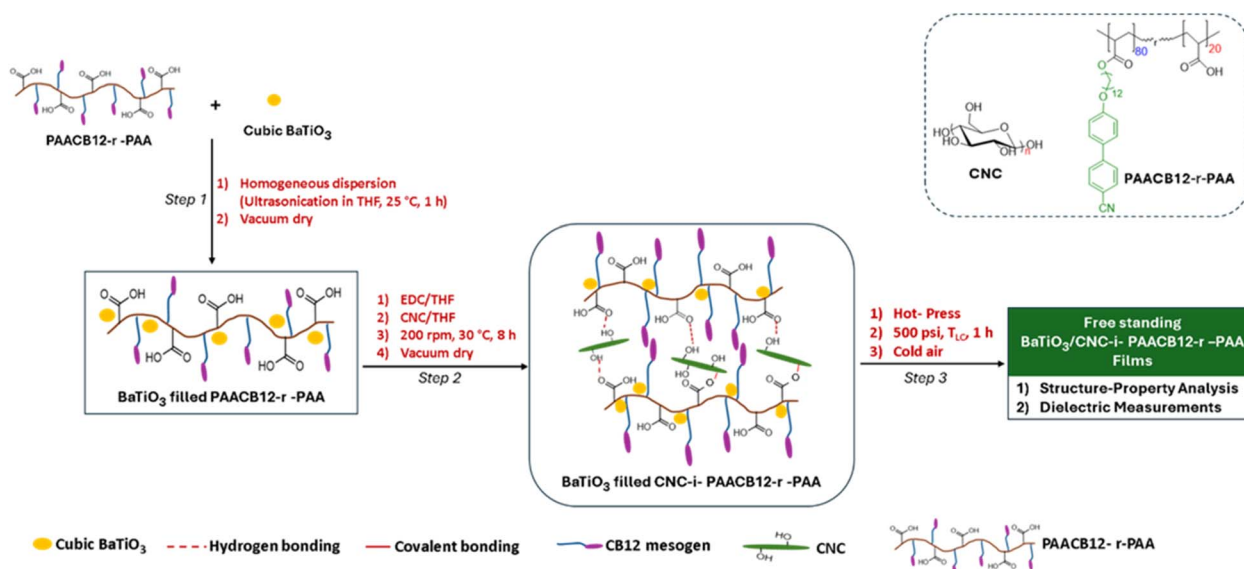 PAACB12-r -PAA
+
Cubic BaTiO₃
Step 1
1) Homogeneous dispersion
(Ultrasonication in THF, 25 °C, 1 h)
2) Vacuum dry
BaTiO₃ filled PAACB12-r -PAA
1) EDC/THF
2) CNC/THF
3) 200 rpm, 30 °C, 8 h
4) Vacuum dry
Step 2
BaTiO₃ filled CNC-i- PAACB12-r -PAA
1) Hot- Press
2) 500 psi, T_LC, 1 h
3) Cold air
Step 3
Free standing
BaTiO₃/CNC-i- PAACB12-r –PAA
Films
1) Structure-Property Analysis
2) Dielectric Measurements
CNC
PAACB12-r-PAA
80
r
20
12
CN
n
Cubic BaTiO₃
Hydrogen bonding
Covalent bonding
CB12 mesogen
CNC
PAACB12- r-PAA